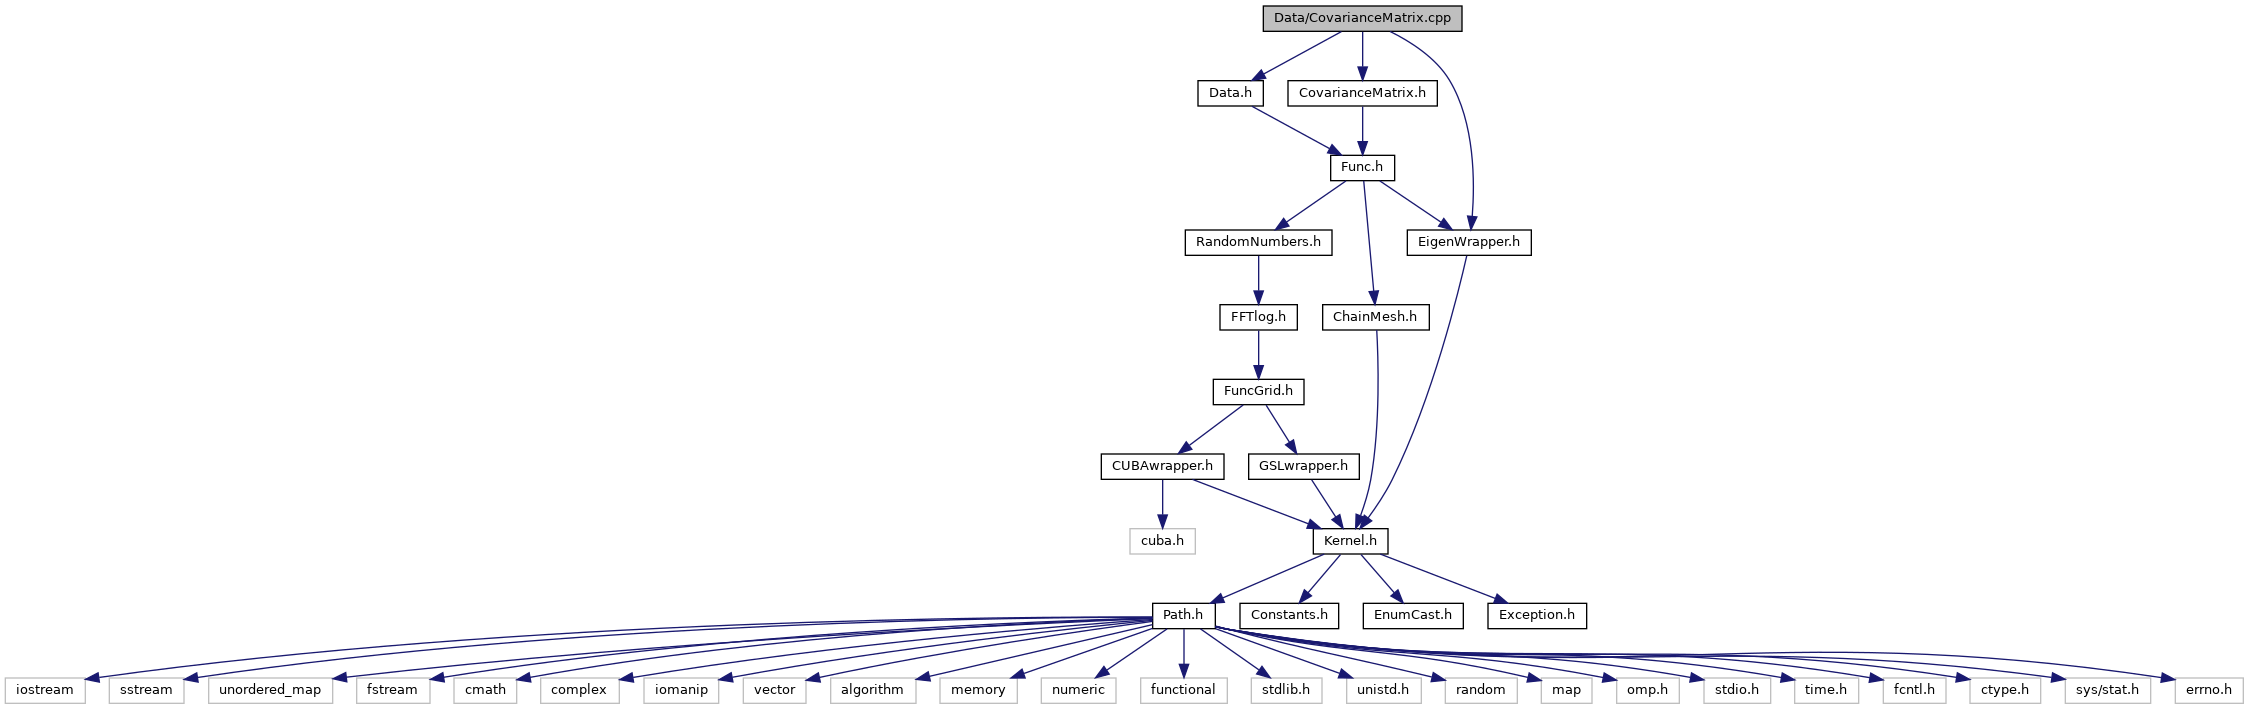 Data/CovarianceMatrix.cpp
Data.h
CovarianceMatrix.h
Func.h
RandomNumbers.h
EigenWrapper.h
FFTlog.h
ChainMesh.h
FuncGrid.h
CUBAwrapper.h
GSLwrapper.h
cuba.h
Kernel.h
Path.h
Constants.h
EnumCast.h
Exception.h
iostream
sstream
unordered_map
fstream
cmath
complex
iomanip
vector
algorithm
memory
numeric
functional
stdlib.h
unistd.h
random
map
omp.h
stdio.h
time.h
fcntl.h
ctype.h
sys/stat.h
errno.h